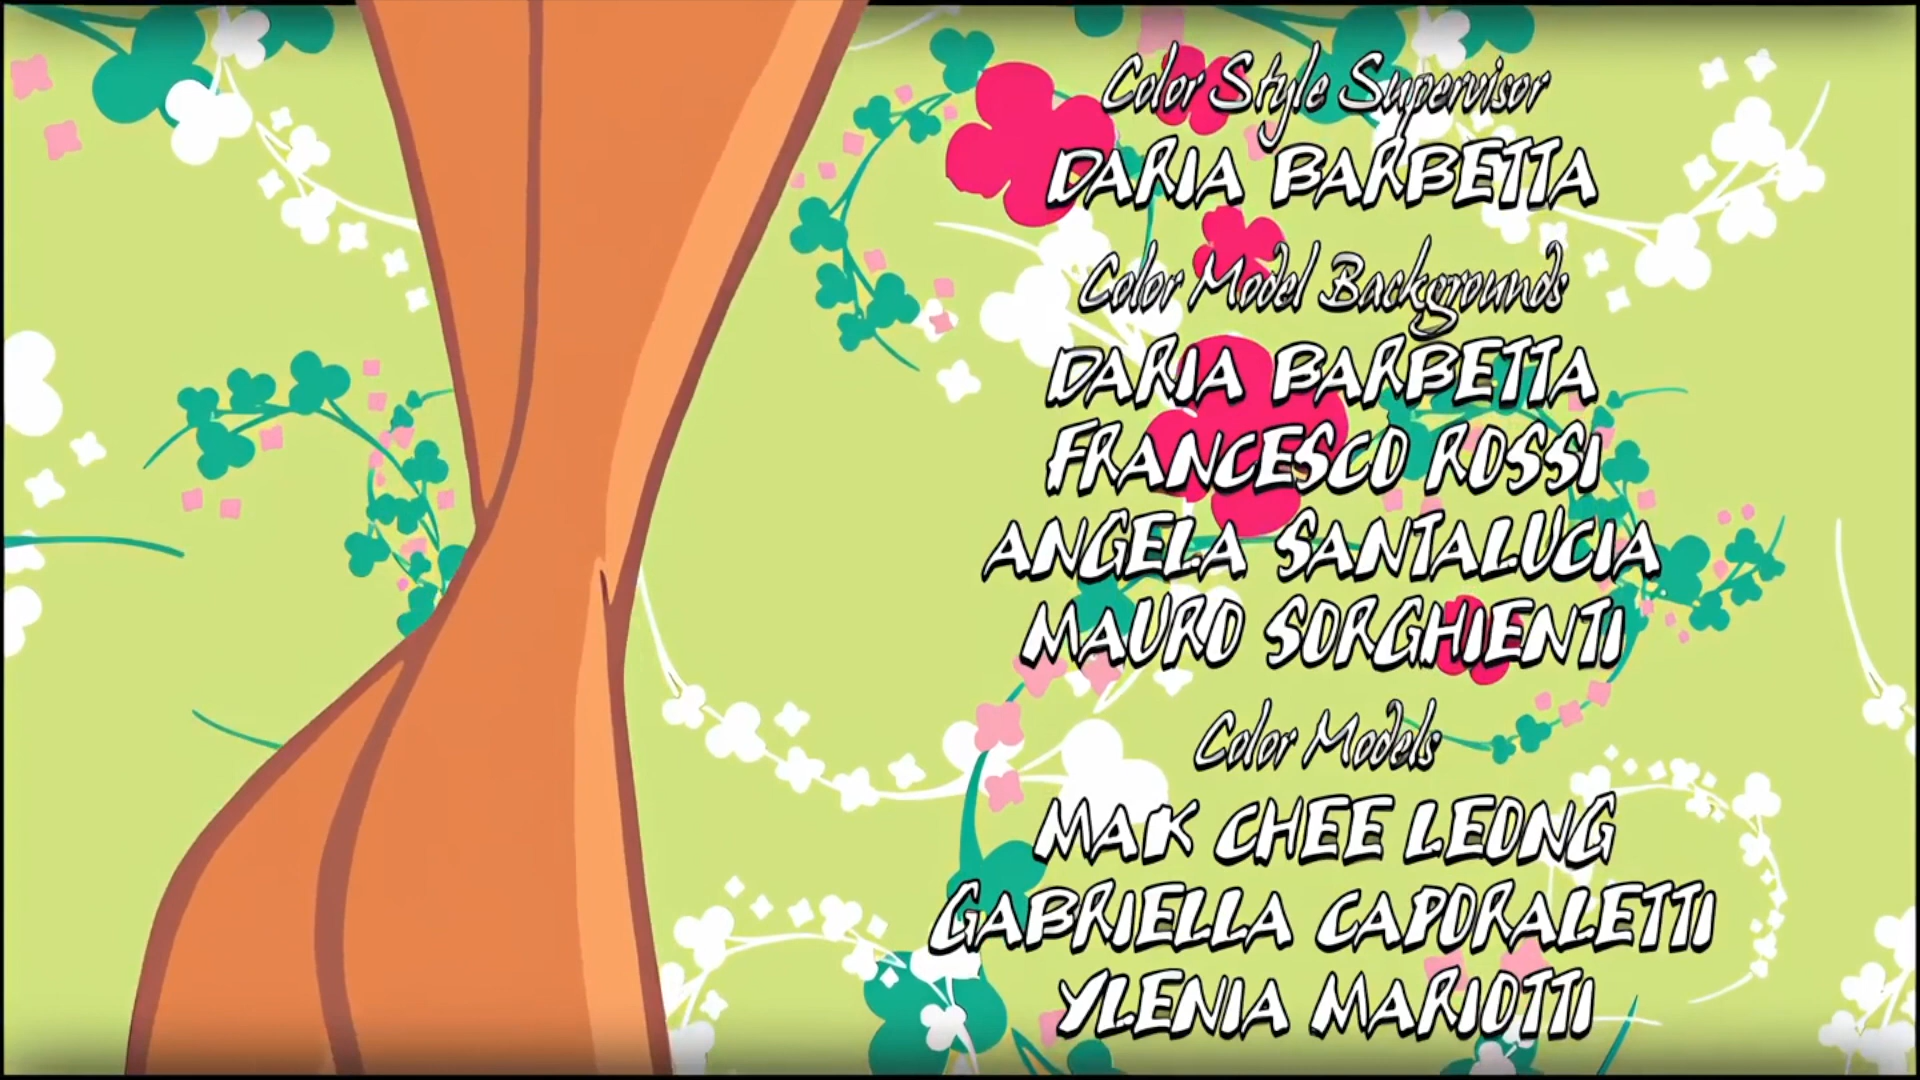 Color Style Supervisor
DARIA BARBETTA
Color Model Backgrounds
DARIA BARBETTA
FRANCESCO ROSSI
ANGELA SANTALUCIA
MAURO SORGHIENTI
Color Models
MAK CHEE LEONG
GABRIELLA CAPORALETTI
YLENIA MARIOTTI